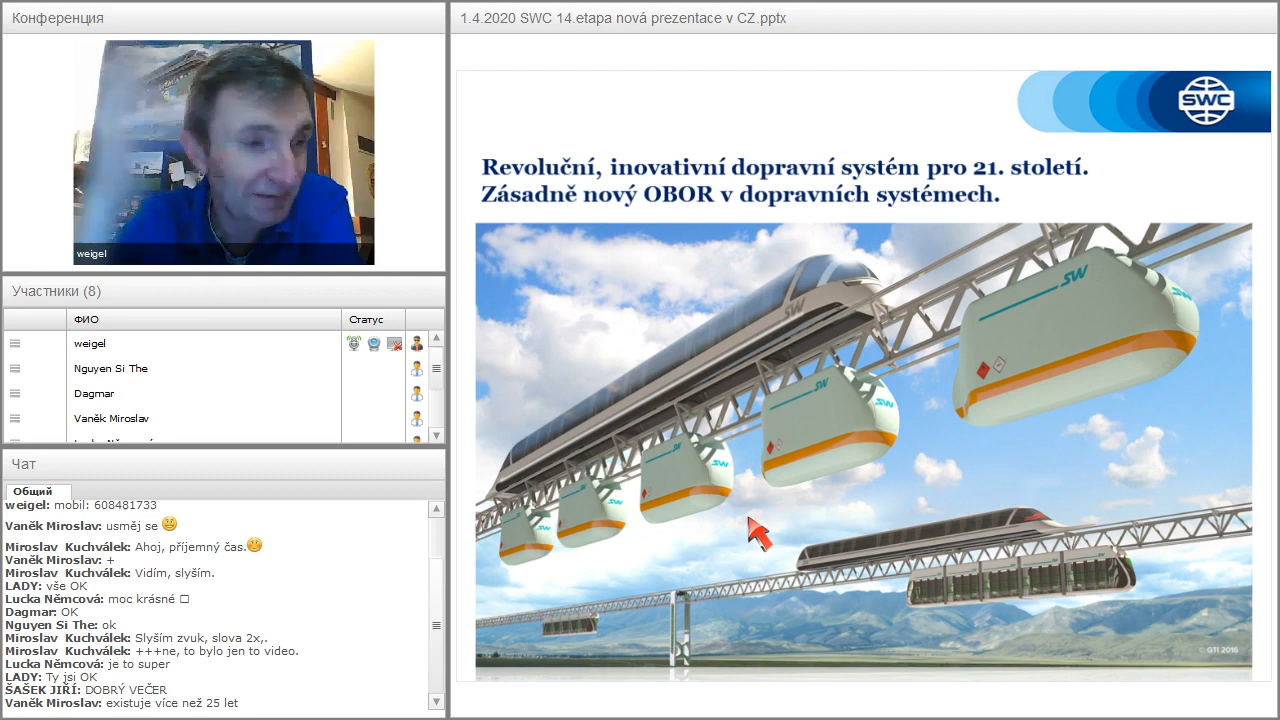 Конференция
weigel
Участники (8)
ФИО
Статус
weigel
Nguyen Si The
Dagmar
Vaněk Miroslav
Чат
Общий
weigel: mobil: 608481733
Vaněk Miroslav: usměj se
Miroslav Kuchválek: Ahoj, příjemný čas.
Vaněk Miroslav: +
Miroslav Kuchválek: Vidím, slyším.
LADY: vše OK
Lucka Němcová: moc krásné □
Dagmar: OK
Nguyen Si The: ok
Miroslav Kuchválek: Slyším zvuk, slova 2x,.
Miroslav Kuchválek: +++ne, to bylo jen to video.
Lucka Němcová: je to super
LADY: Ty jsi OK
ŠAŠEK JIŘÍ: DOBRÝ VEČER
Vaněk Miroslav: existuje více než 25 let
1.4.2020 SWC 14.etapa nová prezentace v CZ.pptx
SWC
Revoluční, inovativní dopravní systém pro 21. století.
Zásadně nový OBOR v dopravních systémech.
SW
SW
SW
SW
SW
SW
SW
SW
SW
© GTI 2016